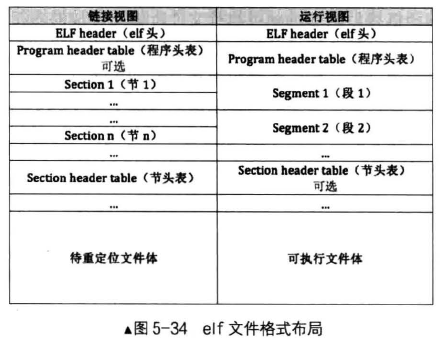 链接视图
运行视图
ELF header（elf 头）
ELF header（elf 头）
Program header table（程序头表）
可选
Program header table（程序头表）
Section 1（节 1）
...
Segment 1（段 1）
...
Section n（节 n）
Segment 2（段 2）
...
...
Section header table（节头表）
Section header table（节头表）
可选
...
...
待重定位文件体
可执行文件体
▲图 5-34 elf 文件格式布局